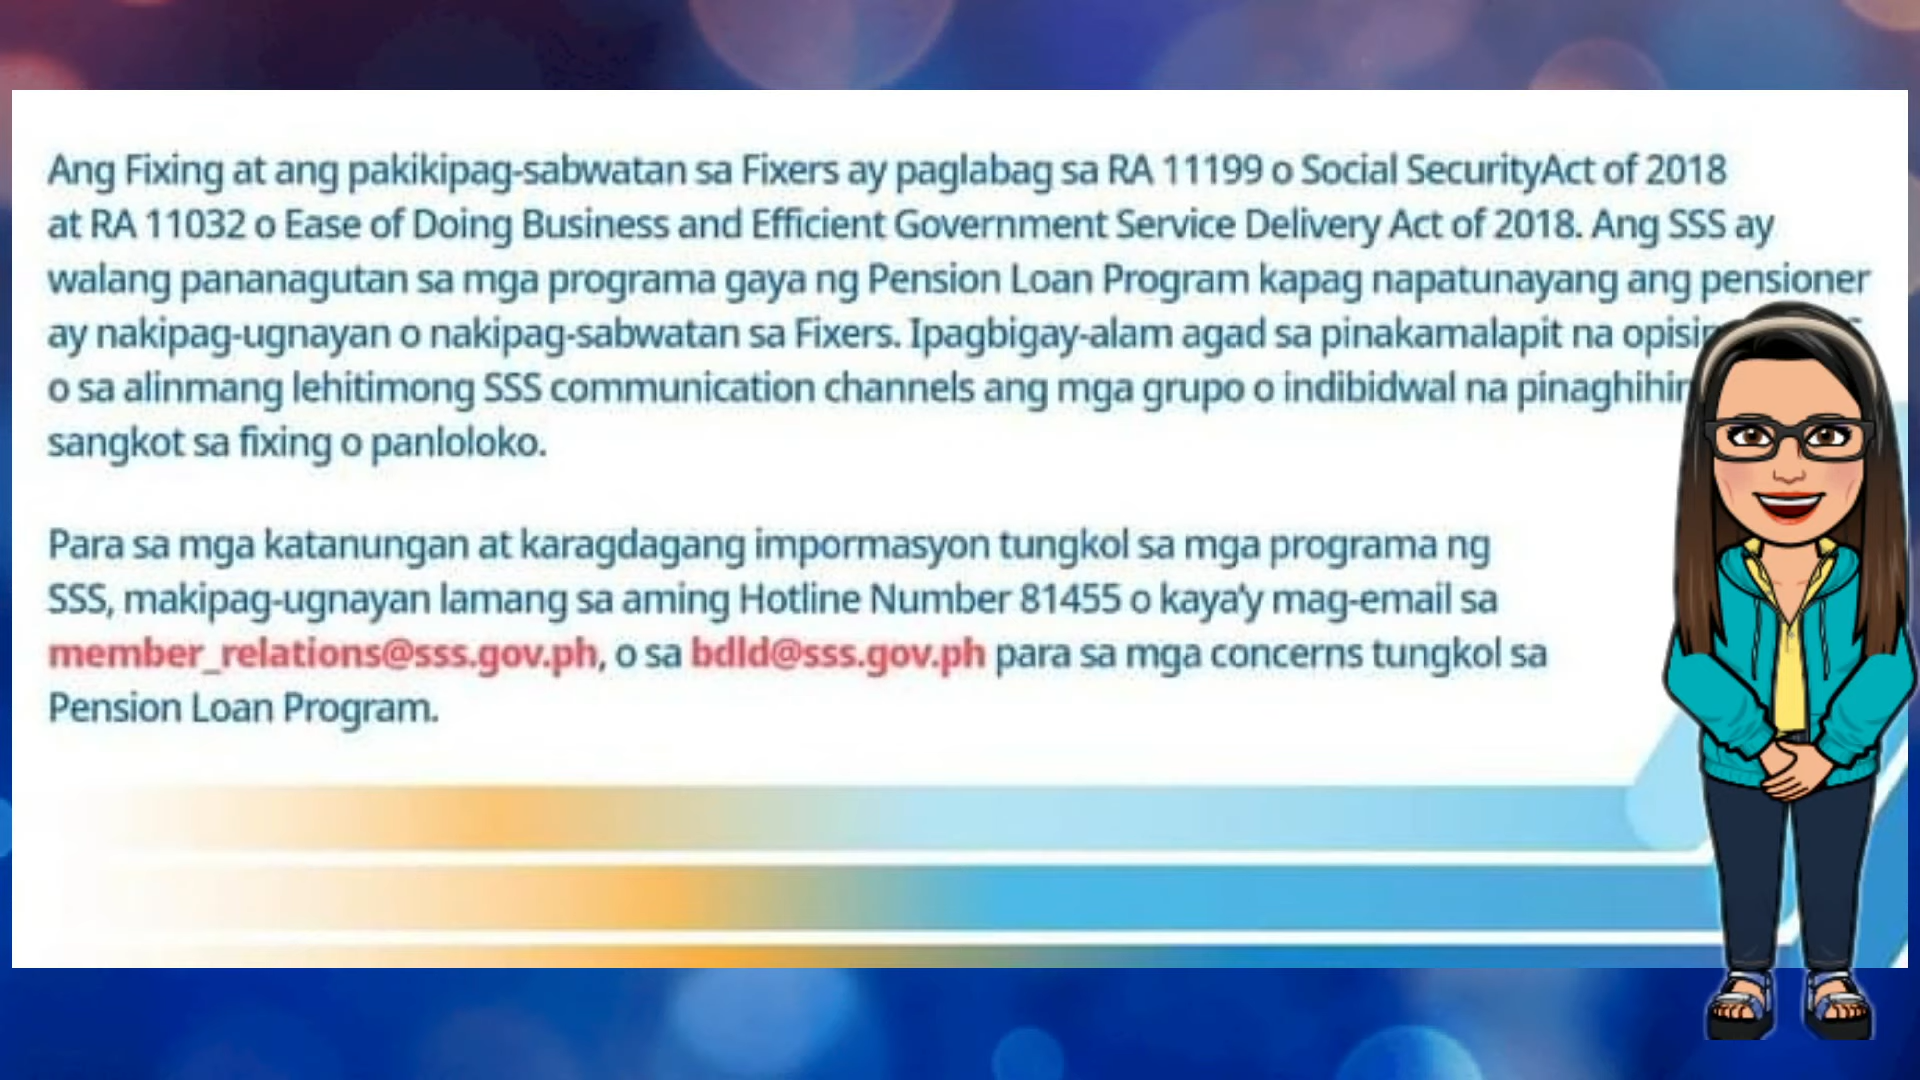 Ang Fixing at ang pakikipag-sabwatan sa Fixers ay paglabag sa RA 11199 o Social SecurityAct of 2018
at RA 11032 o Ease of Doing Business and Efficient Government Service Delivery Act of 2018. Ang SSS ay
walang pananagutan sa mga programa gaya ng Pension Loan Program kapag napatunayang ang pensioner
ay nakipag-ugnayan o nakipag-sabwatan sa Fixers. Ipagbigay-alam agad sa pinakamalapit na
o sa alinmang lehitimong SSS communication channels ang mga grupo o indibidwal na
sangkot sa fixing o panloloko.
Para sa mga katanungan at karagdagang impormasyon tungkol sa mga programa ng
SSS, makipag-ugnayan lamang sa aming Hotline Number 81455 o kaya'y mag-email sa
member_relations@sss.gov.ph, o sa bdld@sss.gov.ph para sa mga concerns tungkol sa
Pension Loan Program.